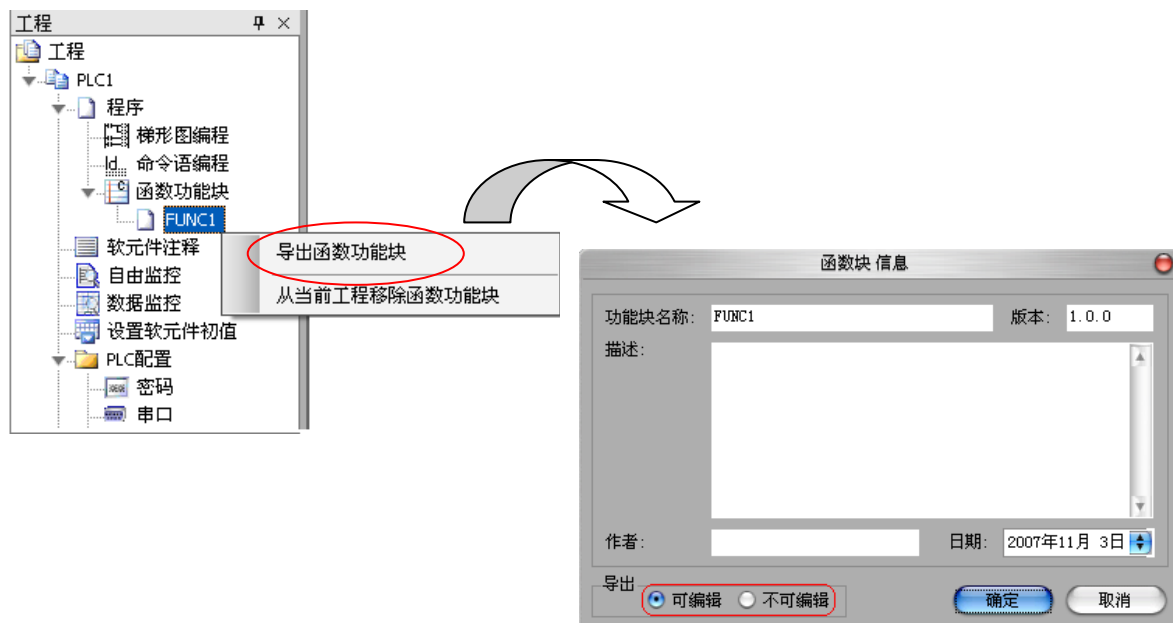 工程
工程
PLC1
程序
梯形图编程
Id... 命令语编程
C 函数功能块
FUNC1
导出函数功能块
从当前工程移除函数功能块
软元件注释
自由监控
数据监控
设置软元件初值
PLC配置
密码
串口
函数块 信息
功能块名称: FUNC1 版本: 1.0.0
描述:
作者: 日期: 2007年11月 3日
导出
可编辑 不可编辑 确定 取消